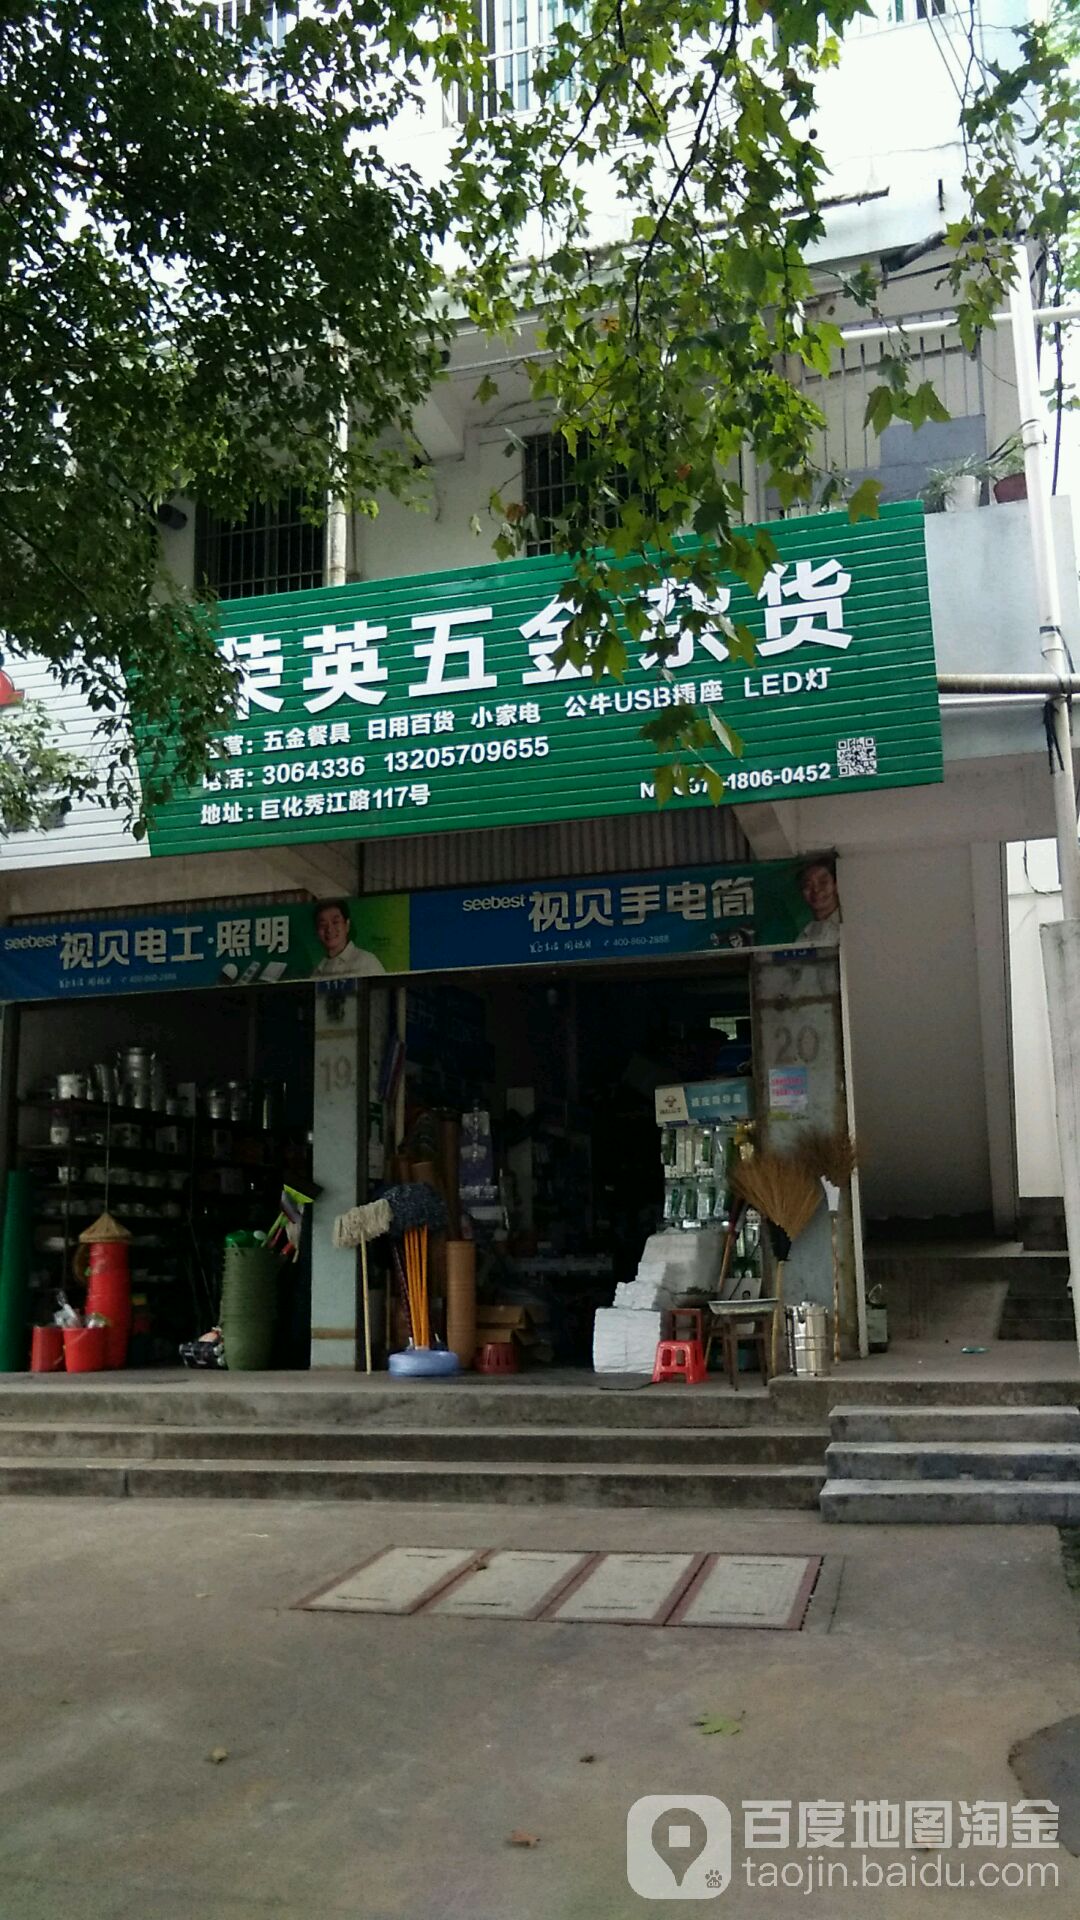 荣英五金杂货
主营：五金餐具 日用百货 小家电 公牛USB插座 LED灯
电话：3064336 13205709655
地址：巨化秀江路117号
1806-0452
seebest 视贝电工·照明
400-860-2888
seebest 视贝手电筒
400-860-2888
117
19
20
百度地图淘金
taojin.baidu.com